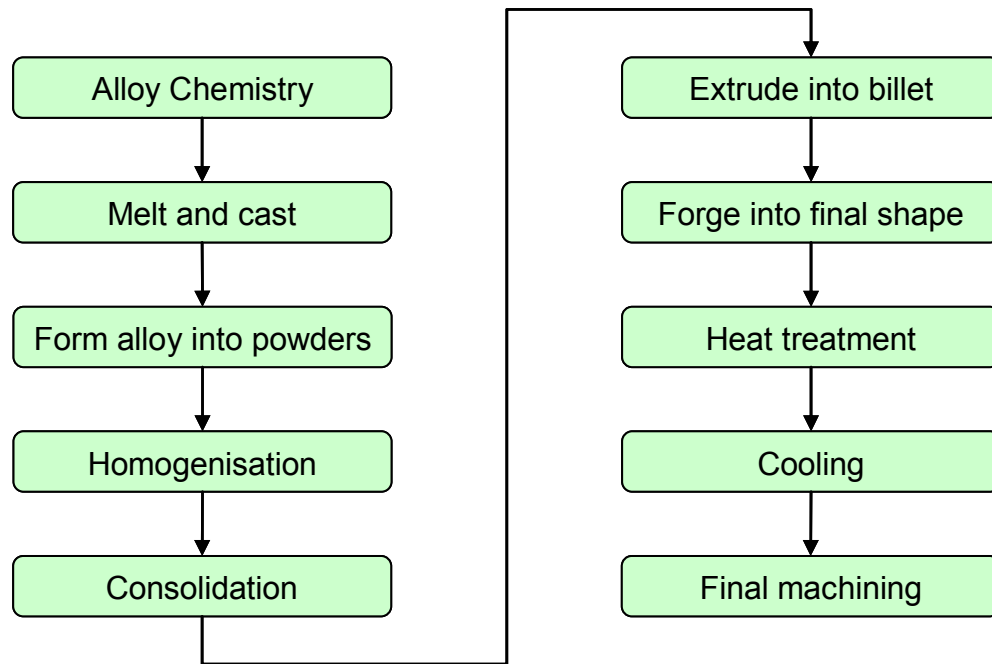 Alloy Chemistry
Melt and cast
Form alloy into powders
Homogenisation
Consolidation
Extrude into billet
Forge into final shape
Heat treatment
Cooling
Final machining